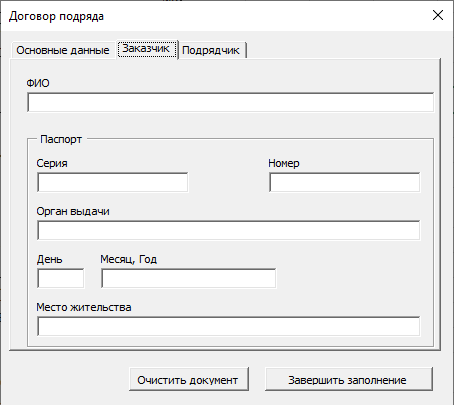 Договор подряда
Основные данные Заказчик Подрядчик
ФИО
Паспорт
Серия Номер
Орган выдачи
День Месяц, Год
Место жительства
Очистить документ Завершить заполнение